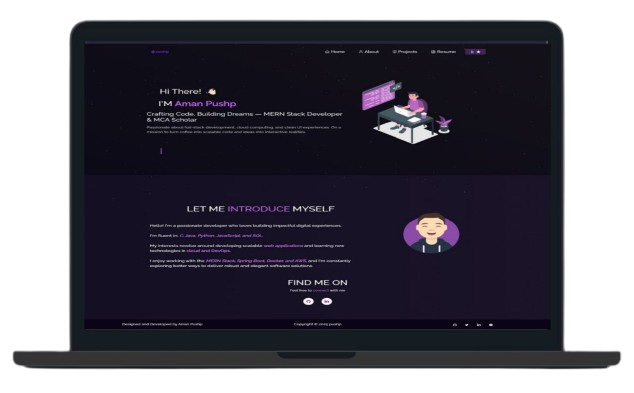 Home About Projects Resume
Hi There!
I'M Aman Pushp
Crafting Code, Building Dreams — MERN Stack Developer
& MCA Scholar
Passionate about full-stack development, cloud computing, and clean UI experiences. On a
mission to turn coffee into scalable code and ideas into interactive realities.
LET ME INTRODUCE MYSELF
Hello! I'm a passionate developer who loves building impactful digital experiences.
I'm fluent in: C, Java, Python, JavaScript, and SQL.
My interests revolve around developing scalable web applications and learning new
technologies in cloud and DevOps.
I enjoy working with the MERN Stack, Spring Boot, Docker, and AWS, and I'm constantly
exploring better ways to deliver robust and elegant software solutions.
FIND ME ON
Feel free to connect with me
Designed and Developed by Aman Pushp Copyright © 2025 pushp